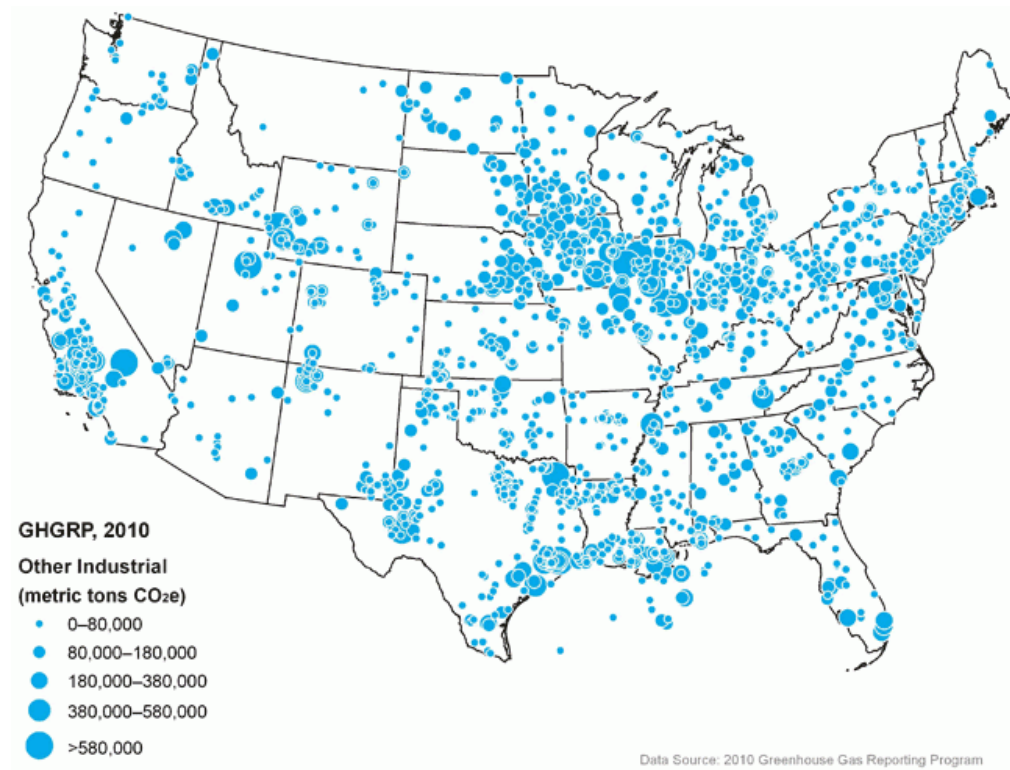 GHGRP, 2010
Other Industrial
(metric tons CO₂e)
0–80,000
80,000–180,000
180,000–380,000
380,000–580,000
>580,000
Data Source: 2010 Greenhouse Gas Reporting Program